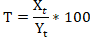 T = X_t / Y_t * 100